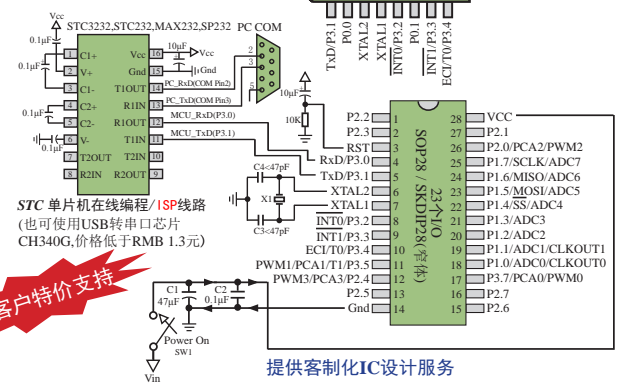 Vcc
STC3232,STC232,MAX232,SP232 PC COM
0.1μF
0.1μF
0.1μF
0.1μF
10μF
Vcc
Gnd
1 C1+ Vcc 16
2 V+ Gnd 15
3 C1- T1OUT 14
4 C2+ R1IN 13
5 C2- R1OUT 12
6 V- T1IN 11
7 T2OUT T2IN 10
8 R2IN R2OUT 9
PC_RxD(COM Pin2)
PC_TxD(COM Pin3)
MCU_RxD(P3.0)
MCU_TxD(P3.1)
2
3
5
STC 单片机在线编程/ISP线路
(也可使用USB转串口芯片
CH340G,价格低于RMB 1.3元)
客户特价支持
TxD/P3.1
P0.0
XTAL2
XTAL1
INT0/P3.2
P0.1
INT1/P3.3
ECI/T0/P3.4
10μF
10K
C4<47pF
X1
C3<47pF
P2.2 1
P2.3 2
RST 3
RxD/P3.0 4
TxD/P3.1 5
XTAL2 6
XTAL1 7
INT0/P3.2 8
INT1/P3.3 9
ECI/T0/P3.4 10
PWM1/PCA1/T1/P3.5 11
PWM3/PCA3/P2.4 12
P2.5 13
Gnd 14
SOP28 / SKDIP28(窄体)
23个I/O
28 VCC
27 P2.1
26 P2.0/PCA2/PWM2
25 P1.7/SCLK/ADC7
24 P1.6/MISO/ADC6
23 P1.5/MOSI/ADC5
22 P1.4/SS/ADC4
21 P1.3/ADC3
20 P1.2/ADC2
19 P1.1/ADC1/CLKOUT1
18 P1.0/ADC0/CLKOUT0
17 P3.7/PCA0/PWM0
16 P2.7
15 P2.6
C1
47μF
C2
0.1μF
Power On
SW1
Vin
提供客制化IC设计服务